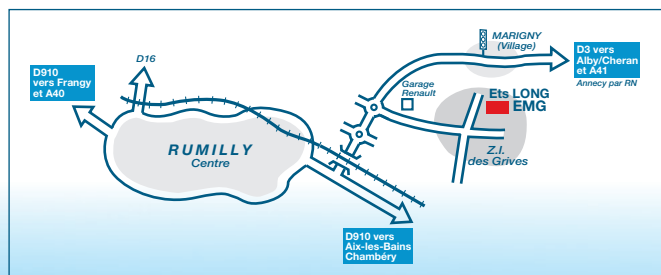 D910
vers Frangy
et A40
D16
RUMILLY
Centre
Garage
Renault
MARIGNY
(Village)
D3 vers
Alby/Cheran
et A41
Annecy par RN
Ets LONG
EMG
Z.I.
des Grives
D910 vers
Aix-les-Bains
Chambéry